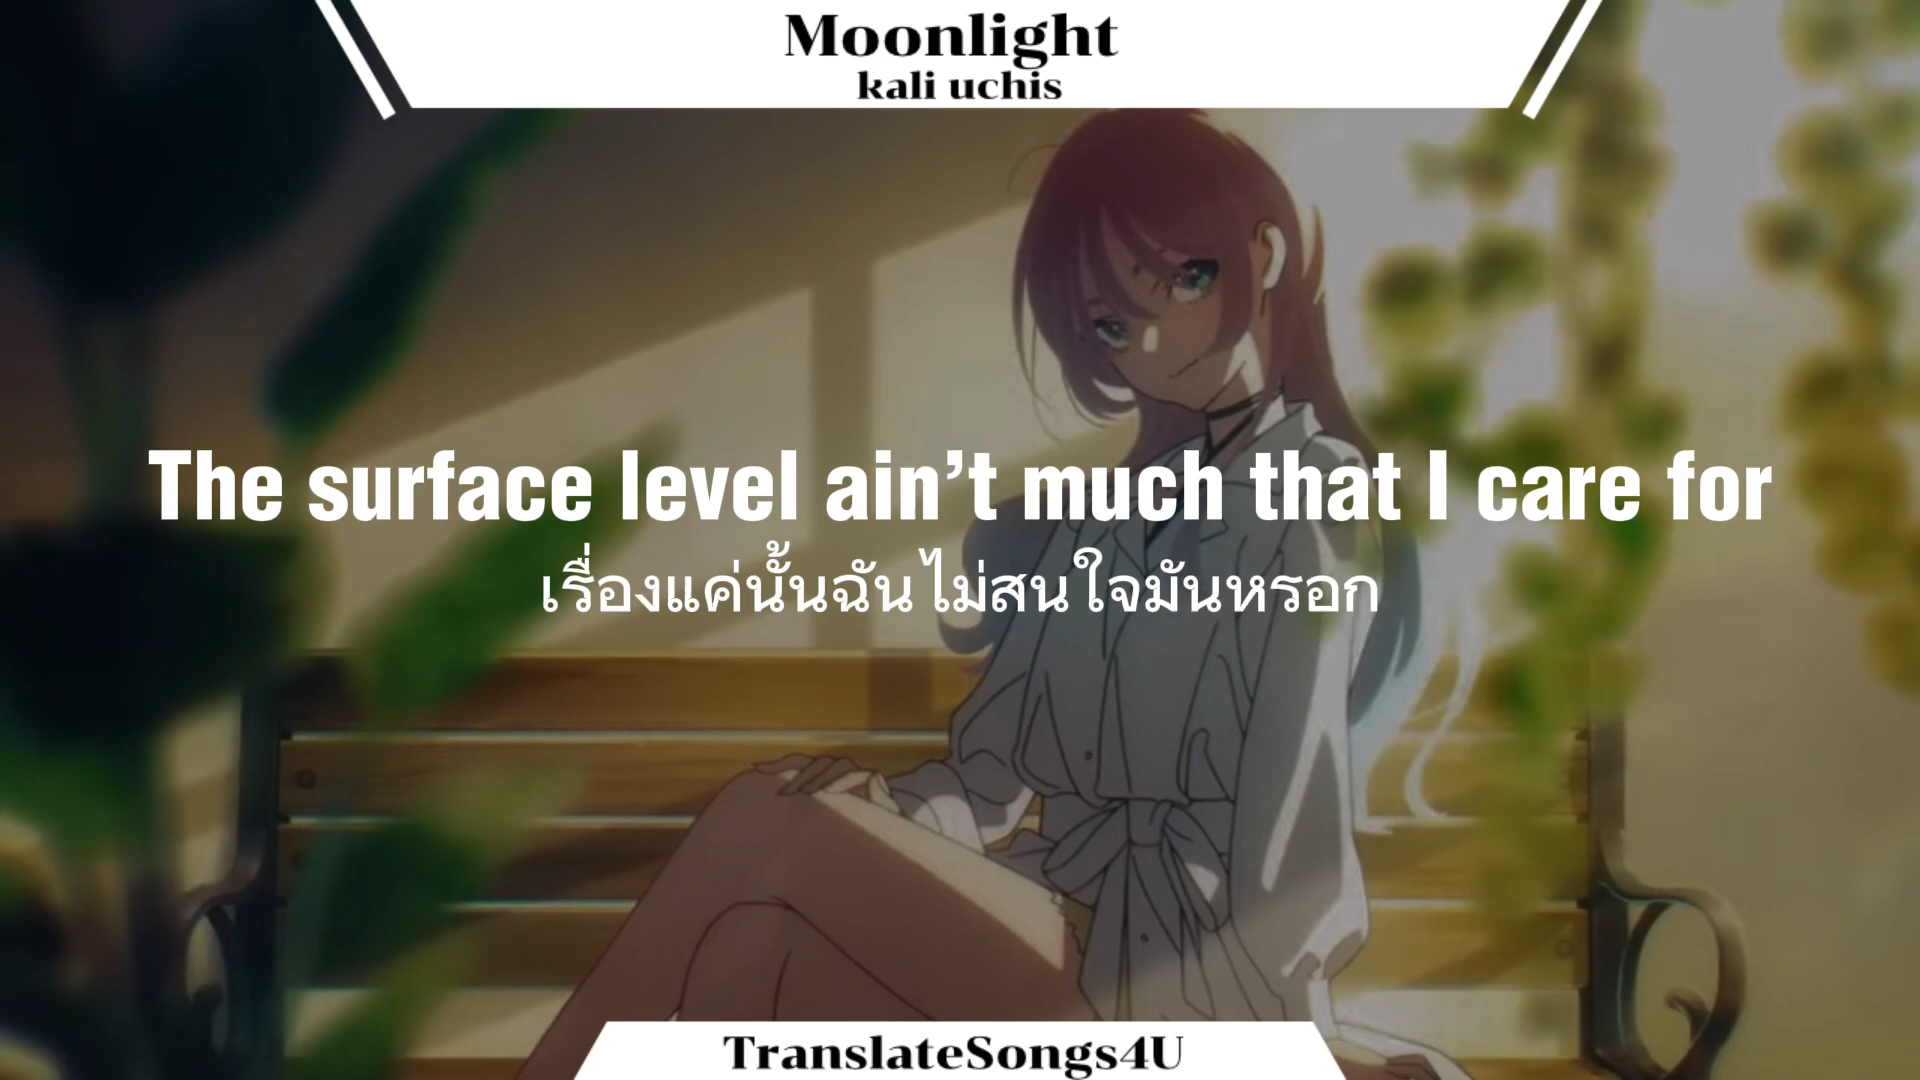 Moonlight
kali uchis
The surface level ain’t much that I care for
เรื่องแค่นั้นฉันไม่สนใจมันหรอก
TranslateSongs4U